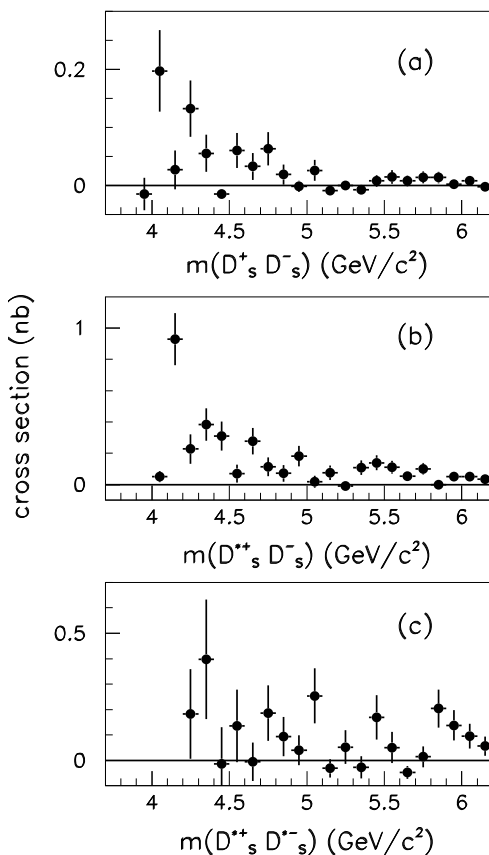 (a)
0.2
0
4 4.5 5 5.5 6
m(D⁺ₛ D⁻ₛ) (GeV/c²)
cross section (nb)
(b)
1
0
4 4.5 5 5.5 6
m(D*⁺ₛ D⁻ₛ) (GeV/c²)
(c)
0.5
0
4 4.5 5 5.5 6
m(D*⁺ₛ D*⁻ₛ) (GeV/c²)